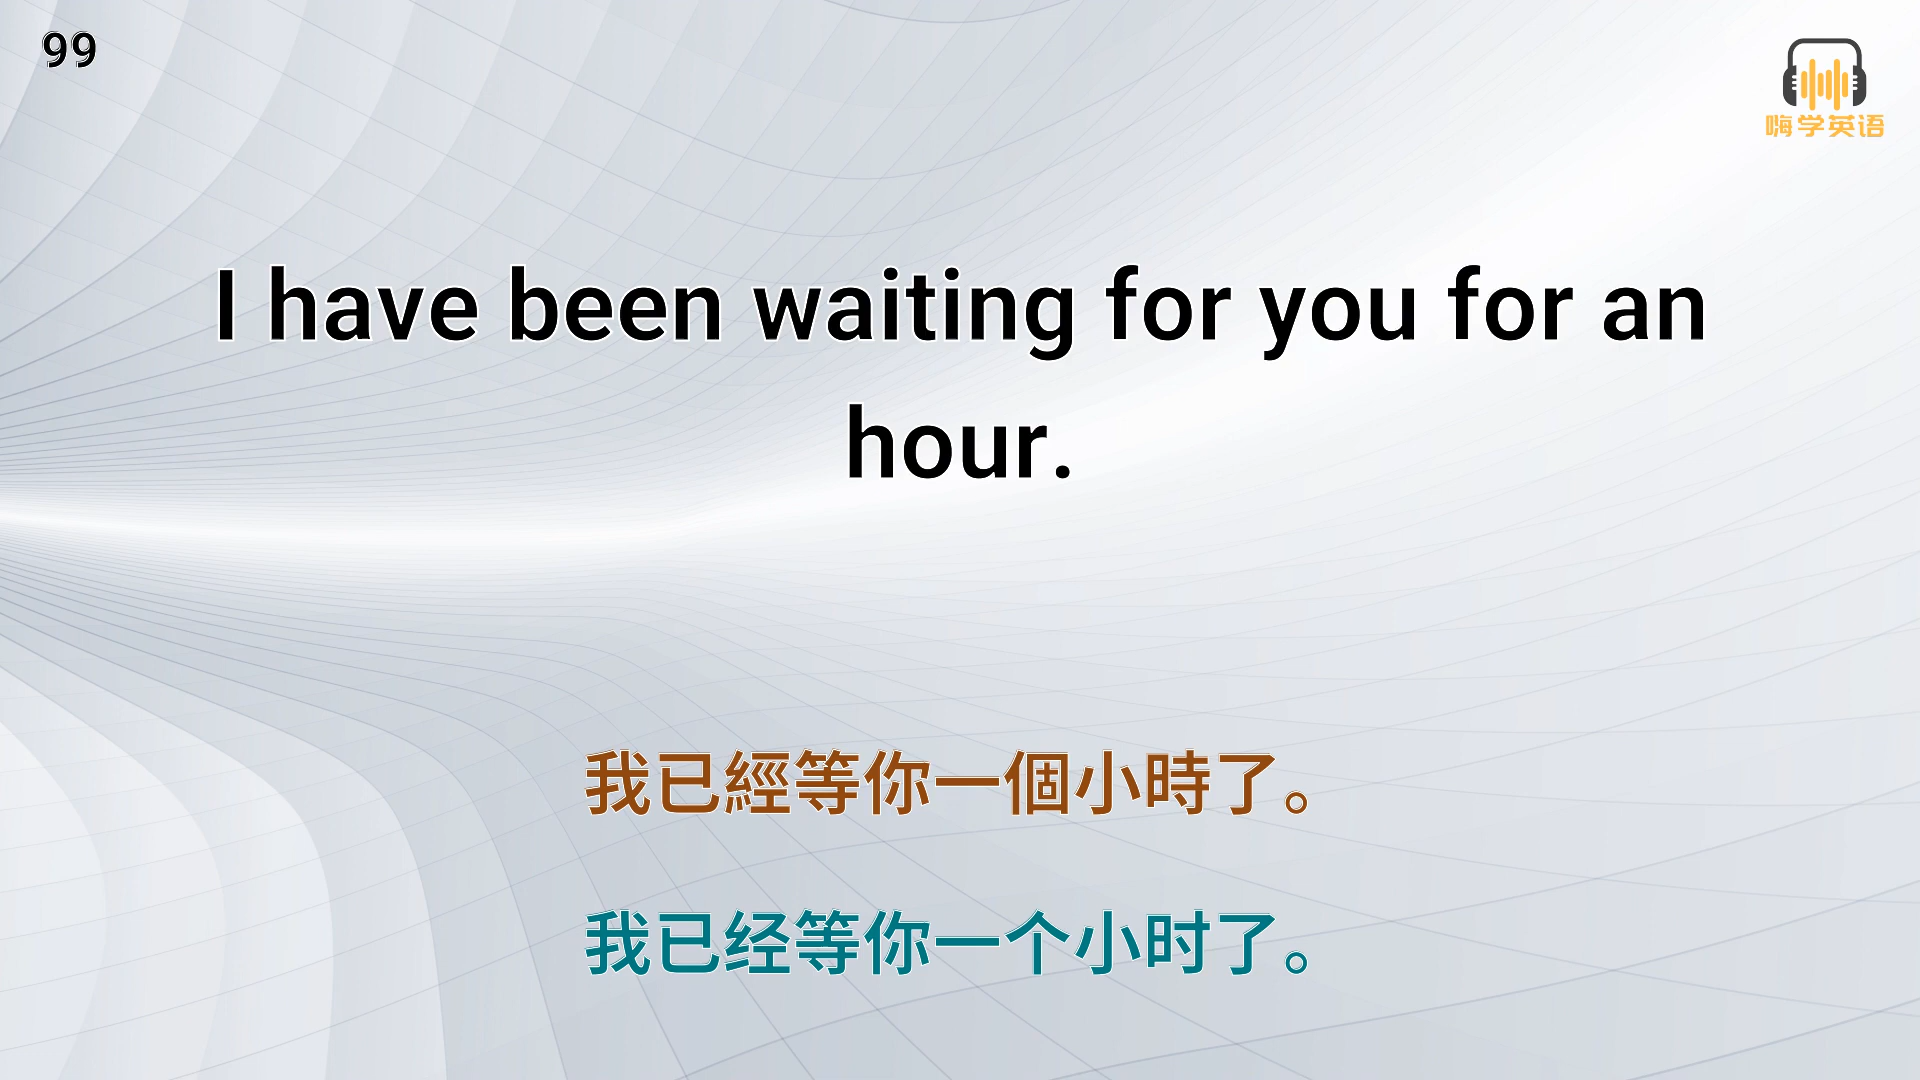 99
嗨学英语
I have been waiting for you for an
hour.
我已經等你一個小時了。
我已经等你一个小时了。